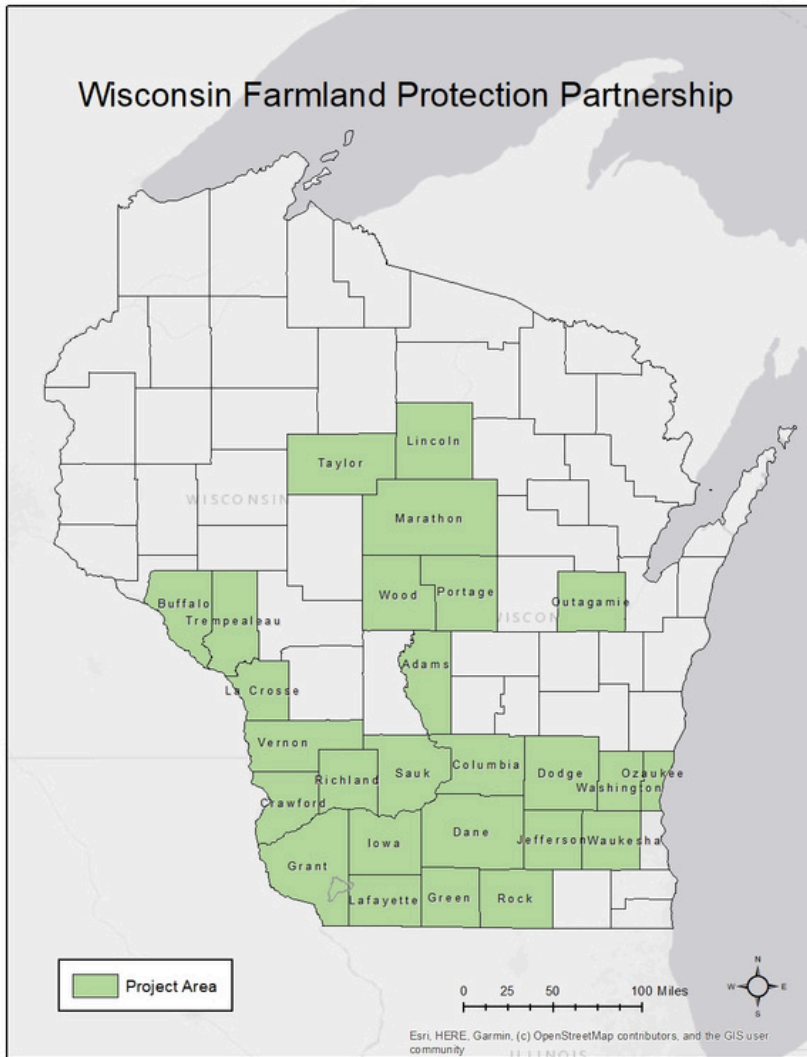 Wisconsin Farmland Protection Partnership
Lincoln
Taylor
WISCONSIN
Marathon
Wood
Portage
Buffalo
Outagamie
Trempealeau
WISCON
Adams
La Crosse
Vernon
Columbia
Sauk
Dodge
Ozaukee
Richland
Washington
Crawford
Dane
Iowa
Jefferson
Waukesha
Grant
Lafayette
Green
Rock
Project Area
0 25 50 100 Miles
N
W E
S
Esri, HERE, Garmin, (c) OpenStreetMap contributors, and the GIS user
community
ILLINOIS